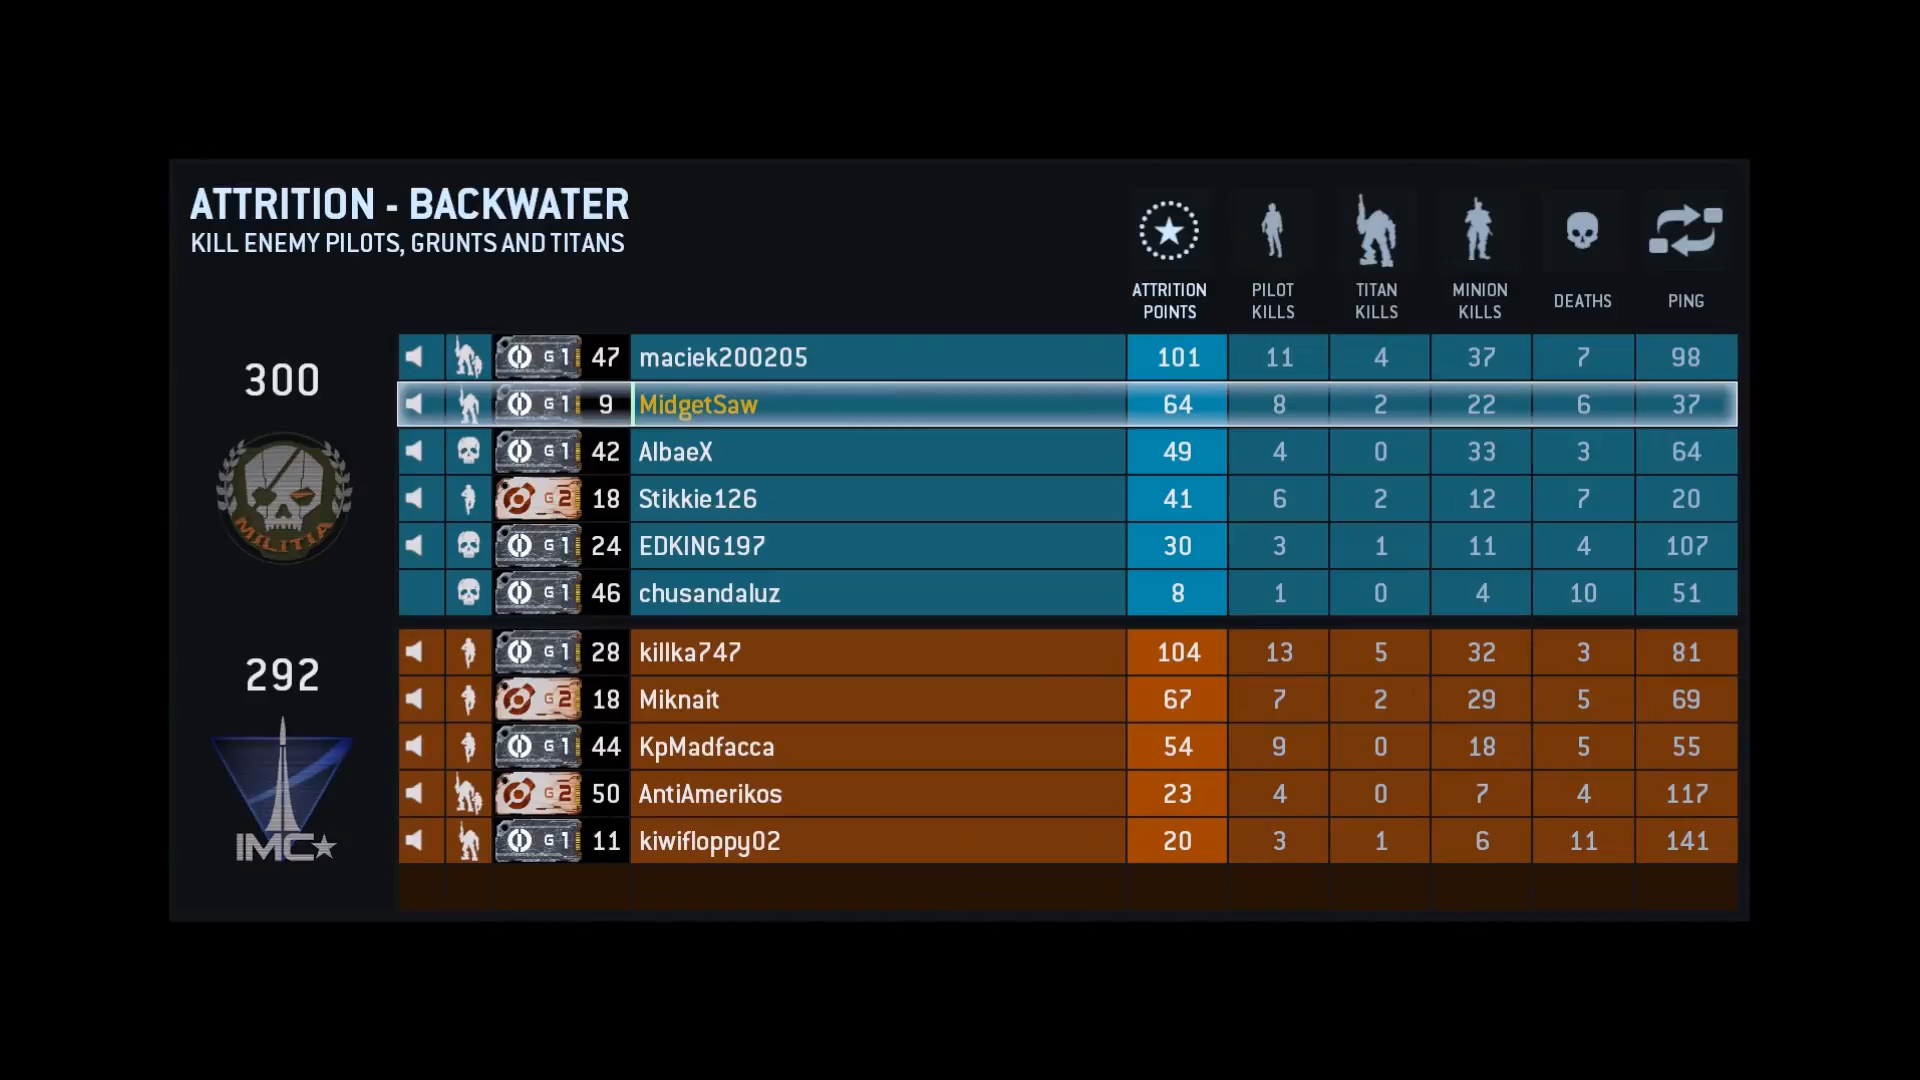 ATTRITION - BACKWATER
KILL ENEMY PILOTS, GRUNTS AND TITANS
ATTRITION POINTS PILOT KILLS TITAN KILLS MINION KILLS DEATHS PING
300
MILITIA
G1 47 maciek200205 101 11 4 37 7 98
G1 9 MidgetSaw 64 8 2 22 6 37
G1 42 AlbaeX 49 4 0 33 3 64
G2 18 Stikkie126 41 6 2 12 7 20
G1 24 EDKING197 30 3 1 11 4 107
G1 46 chusandaluz 8 1 0 4 10 51
292
IMC
G1 28 killka747 104 13 5 32 3 81
G2 18 Miknait 67 7 2 29 5 69
G1 44 KpMadfacca 54 9 0 18 5 55
G2 50 AntiAmerikos 23 4 0 7 4 117
G1 11 kiwifloppy02 20 3 1 6 11 141